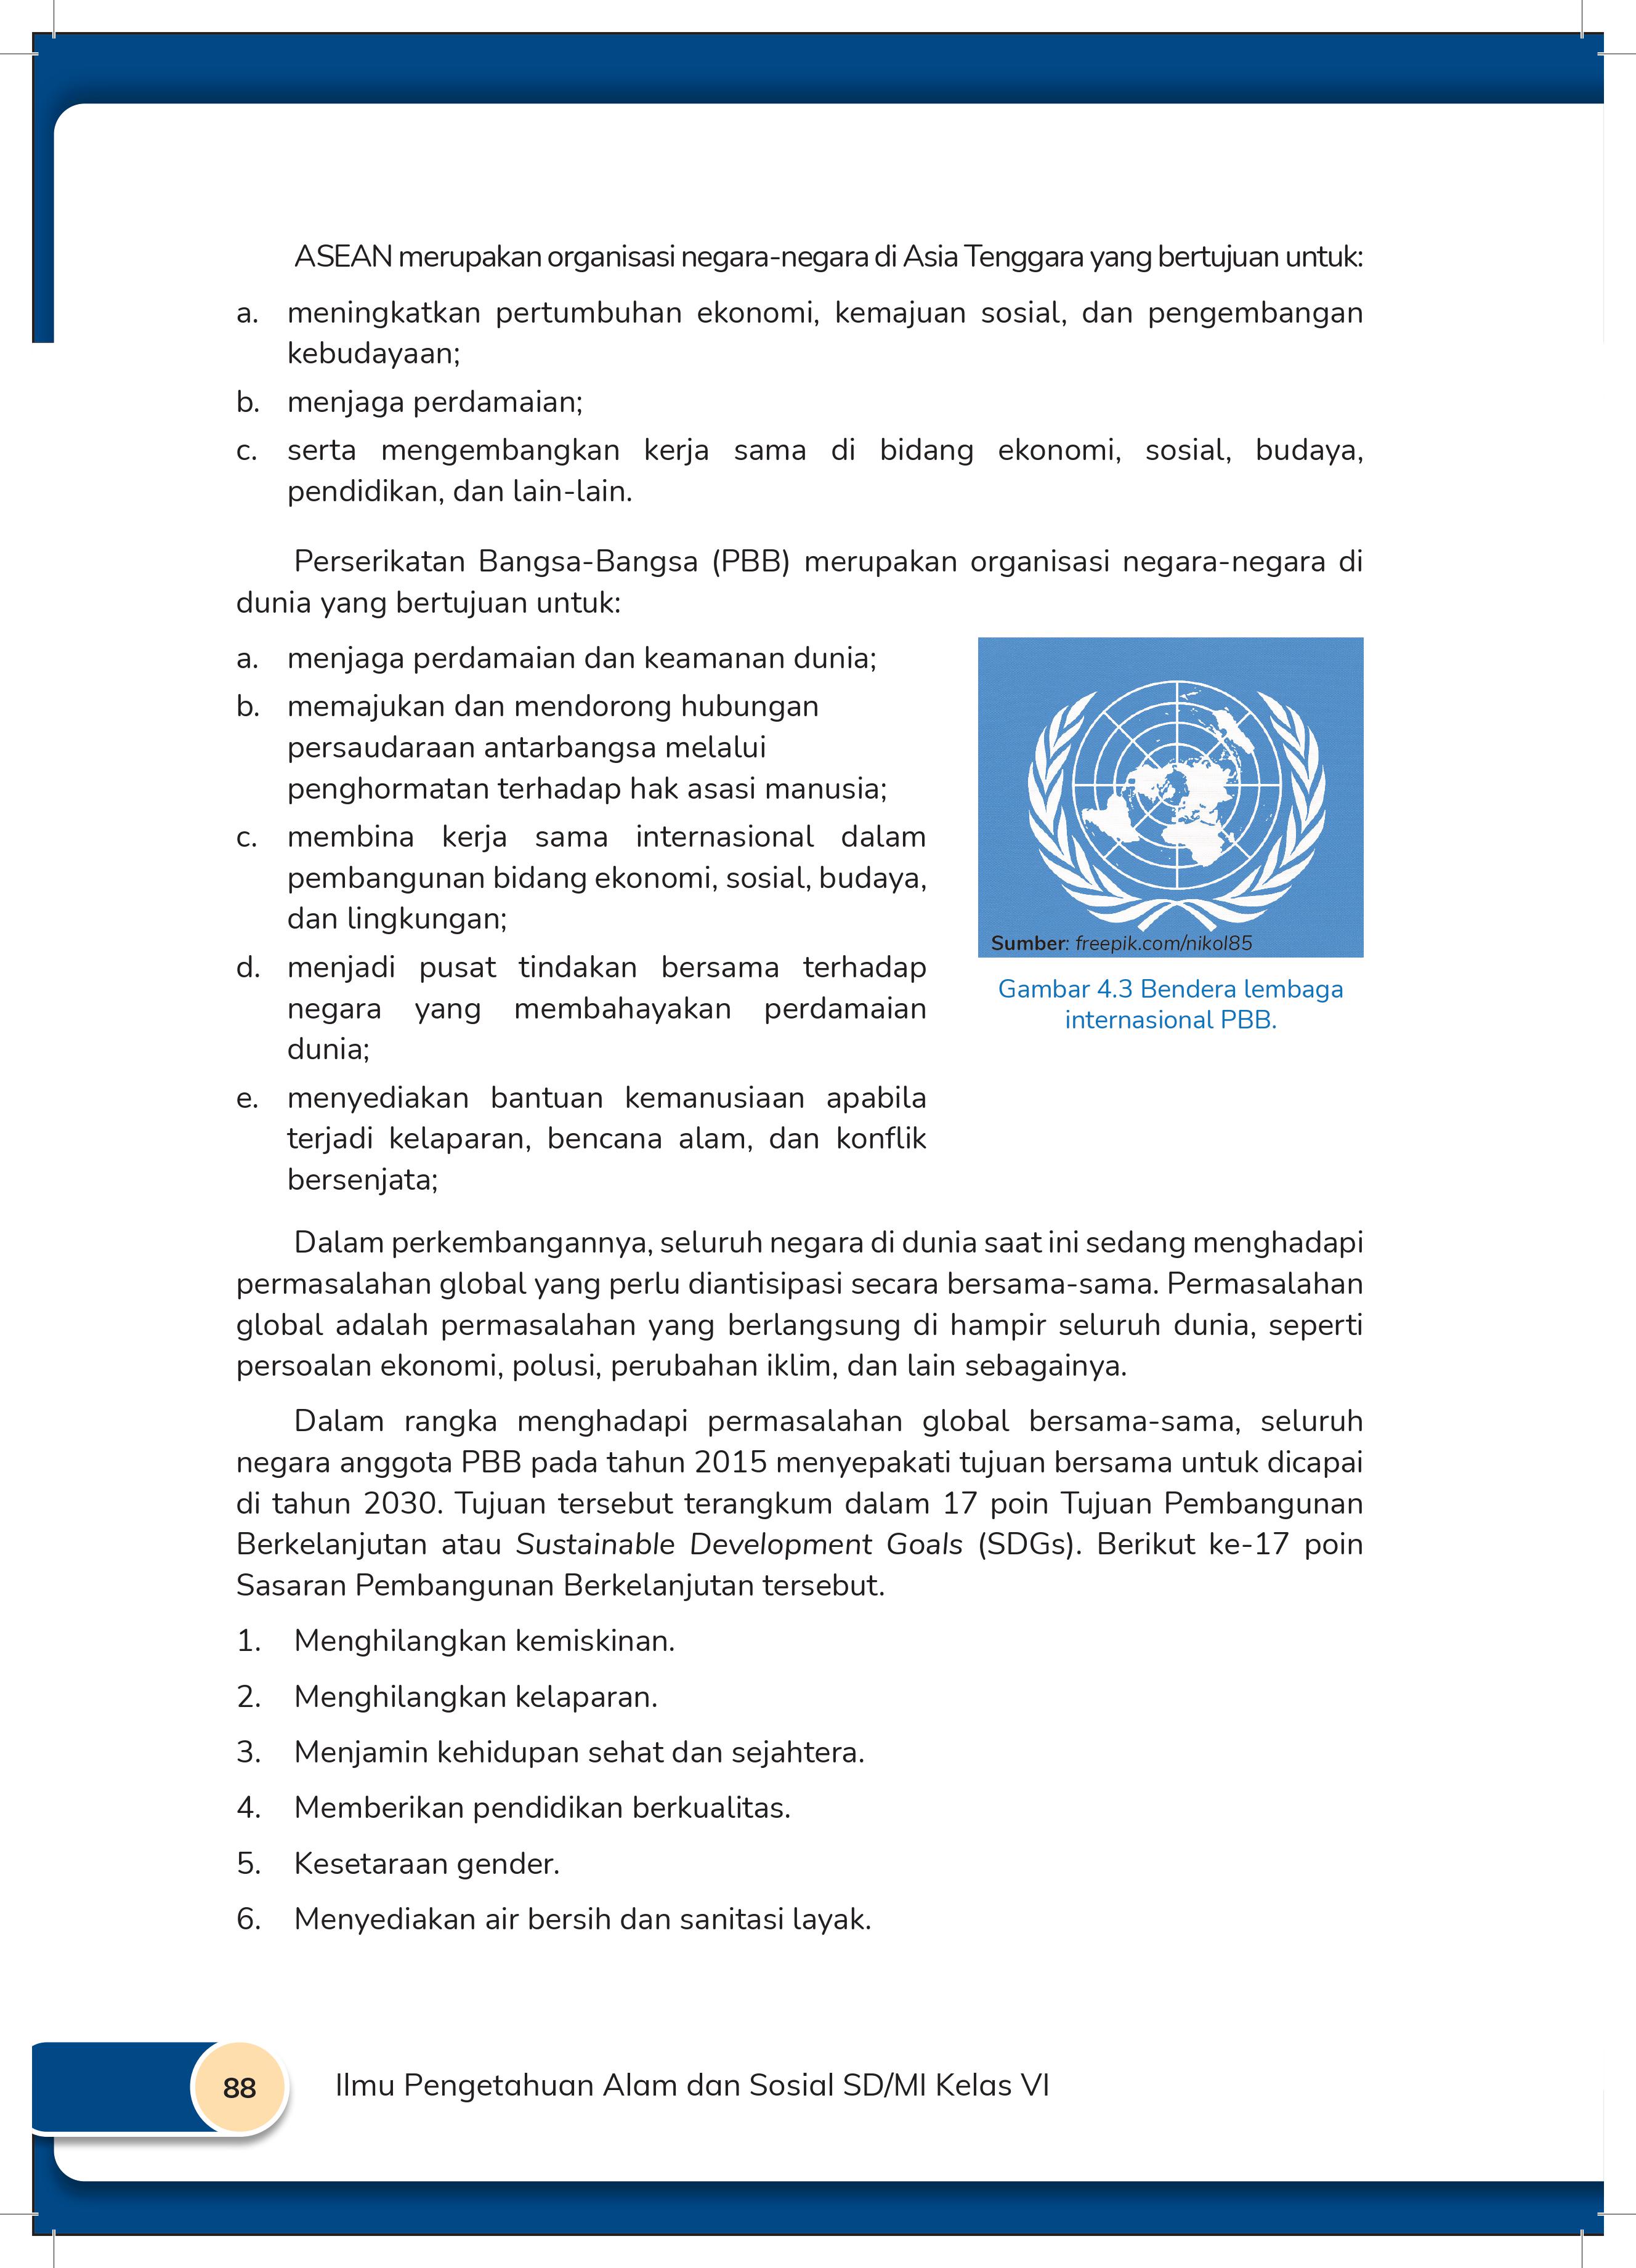 ASEAN merupakan organisasi negara-negara di Asia Tenggara yang bertujuan untuk:
a. meningkatkan pertumbuhan ekonomi, kemajuan sosial, dan pengembangan
kebudayaan;
b. menjaga perdamaian;
c. serta mengembangkan kerja sama di bidang ekonomi, sosial, budaya,
pendidikan, dan lain-lain.
Perserikatan Bangsa-Bangsa (PBB) merupakan organisasi negara-negara di
dunia yang bertujuan untuk:
a. menjaga perdamaian dan keamanan dunia;
b. memajukan dan mendorong hubungan
persaudaraan antarbangsa melalui
penghormatan terhadap hak asasi manusia;
c. membina kerja sama internasional dalam
pembangunan bidang ekonomi, sosial, budaya,
dan lingkungan;
d. menjadi pusat tindakan bersama terhadap
negara yang membahayakan perdamaian
dunia;
e. menyediakan bantuan kemanusiaan apabila
terjadi kelaparan, bencana alam, dan konflik
bersenjata;
Sumber: freepik.com/nikol85
Gambar 4.3 Bendera lembaga
internasional PBB.
Dalam perkembangannya, seluruh negara di dunia saat ini sedang menghadapi
permasalahan global yang perlu diantisipasi secara bersama-sama. Permasalahan
global adalah permasalahan yang berlangsung di hampir seluruh dunia, seperti
persoalan ekonomi, polusi, perubahan iklim, dan lain sebagainya.
Dalam rangka menghadapi permasalahan global bersama-sama, seluruh
negara anggota PBB pada tahun 2015 menyepakati tujuan bersama untuk dicapai
di tahun 2030. Tujuan tersebut terangkum dalam 17 poin Tujuan Pembangunan
Berkelanjutan atau Sustainable Development Goals (SDGs). Berikut ke-17 poin
Sasaran Pembangunan Berkelanjutan tersebut.
1. Menghilangkan kemiskinan.
2. Menghilangkan kelaparan.
3. Menjamin kehidupan sehat dan sejahtera.
4. Memberikan pendidikan berkualitas.
5. Kesetaraan gender.
6. Menyediakan air bersih dan sanitasi layak.
88 Ilmu Pengetahuan Alam dan Sosial SD/MI Kelas VI